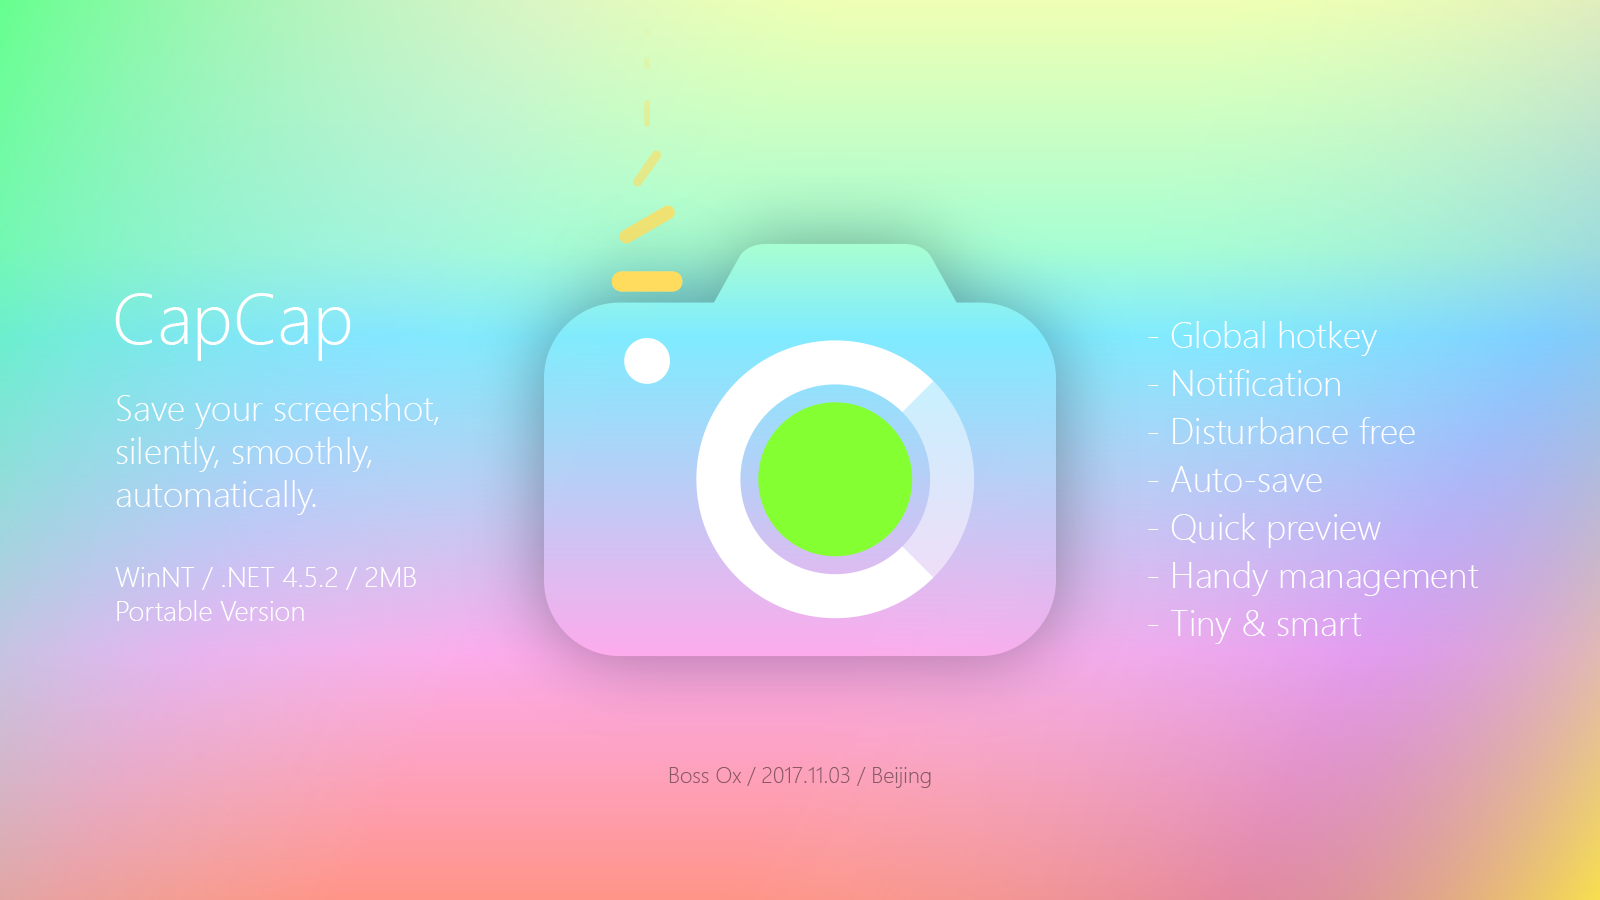 CapCap
Save your screenshot,
silently, smoothly,
automatically.
WinNT / .NET 4.5.2 / 2MB
Portable Version
- Global hotkey
- Notification
- Disturbance free
- Auto-save
- Quick preview
- Handy management
- Tiny & smart
Boss Ox / 2017.11.03 / Beijing